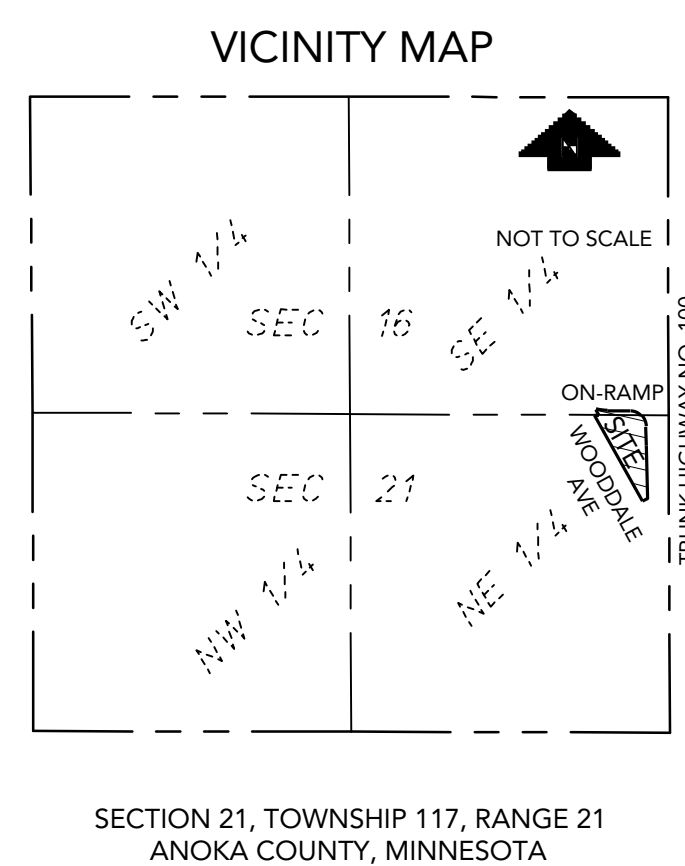 VICINITY MAP
N
NOT TO SCALE
SW 1/4
SE 1/4
SEC 16
ON-RAMP
SITE
WOODDALE
AVE
TRUNK HIGHWAY NO. 100
SEC 21
NW 1/4
NE 1/4
SECTION 21, TOWNSHIP 117, RANGE 21
ANOKA COUNTY, MINNESOTA